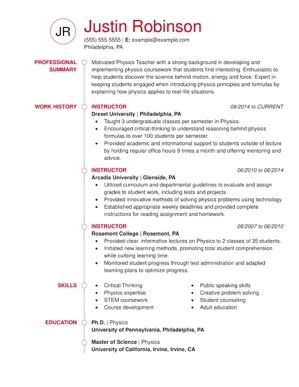 JR
Justin Robinson
(555) 555 5555 | E: example@example.com
Philadelphia, PA
PROFESSIONAL
SUMMARY
Motivated Physics Teacher with a strong background in developing and
implementing physics coursework that students find interesting. Enthusiastic to
help students discover the science behind motion, energy and force. Expert in
keeping students engaged when introducing physics principles and formulas by
explaining how physics applies to real-life situations.
WORK HISTORY
INSTRUCTOR 08/2014 to CURRENT
Drexel University | Philadelphia, PA
• Taught 3 undergraduate classes per semester in Physics.
• Encouraged critical-thinking to understand reasoning behind physics
formulas to over 100 students per semester.
• Provided academic and informational support to students outside of lecture
by holding regular office hours 8 times a month and offering mentoring and
advice.
INSTRUCTOR 06/2010 to 06/2014
Arcadia University | Glenside, PA
• Utilized curriculum and departmental guidelines to evaluate and assign
grades to student work, including tests and projects.
• Provided innovative methods of solving physics problems using technology.
• Established appropriate weekly deadlines and provided complete
instructions for reading assignment and homework.
INSTRUCTOR 08/2007 to 06/2010
Rosemont College | Rosemont, PA
• Provided clear, informative lectures on Physics to 2 classes of 35 students.
• Initiated new learning methods, promoting total student comprehension
while curbing learning time.
• Monitored student progress through test administration and adapted
learning plans to optimize progress.
SKILLS
• Critical Thinking
• Physics expertise
• STEM coursework
• Course development
• Public speaking skills
• Creative problem solving
• Student counseling
• Adult education
EDUCATION
Ph.D. | Physics
University of Pennsylvania, Philadelphia, PA
Master of Science | Physics
University of California, Irvine, Irvine, CA